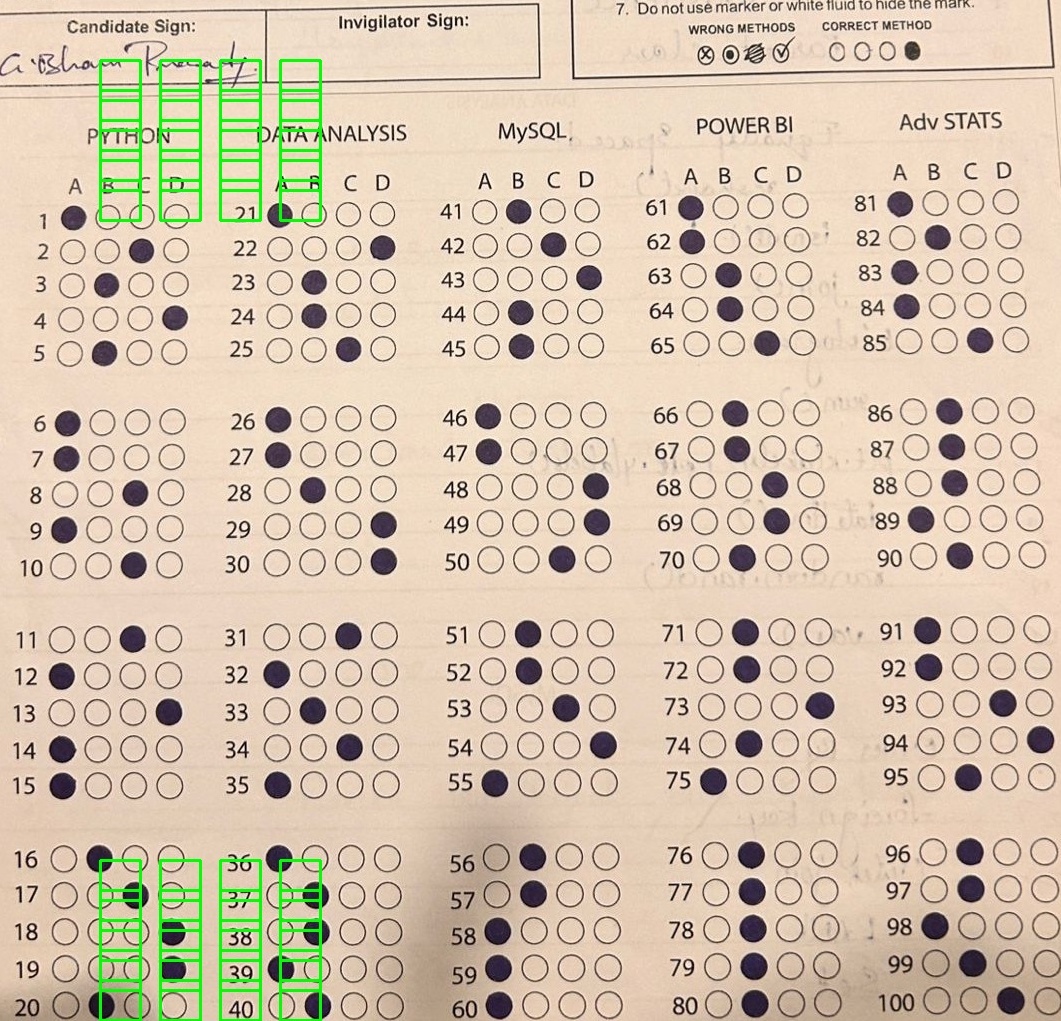 7. Do not use marker or white fluid to hide the mark.
Candidate Sign:
Invigilator Sign:
WRONG METHODS CORRECT METHOD
PYTHON DATA ANALYSIS MySQL POWER BI Adv STATS
A B C D A B C D A B C D A B C D A B C D
1 21 41 61 81
2 22 42 62 82
3 23 43 63 83
4 24 44 64 84
5 25 45 65 85
6 26 46 66 86
7 27 47 67 87
8 28 48 68 88
9 29 49 69 89
10 30 50 70 90
11 31 51 71 91
12 32 52 72 92
13 33 53 73 93
14 34 54 74 94
15 35 55 75 95
16 36 56 76 96
17 37 57 77 97
18 38 58 78 98
19 39 59 79 99
20 40 60 80 100